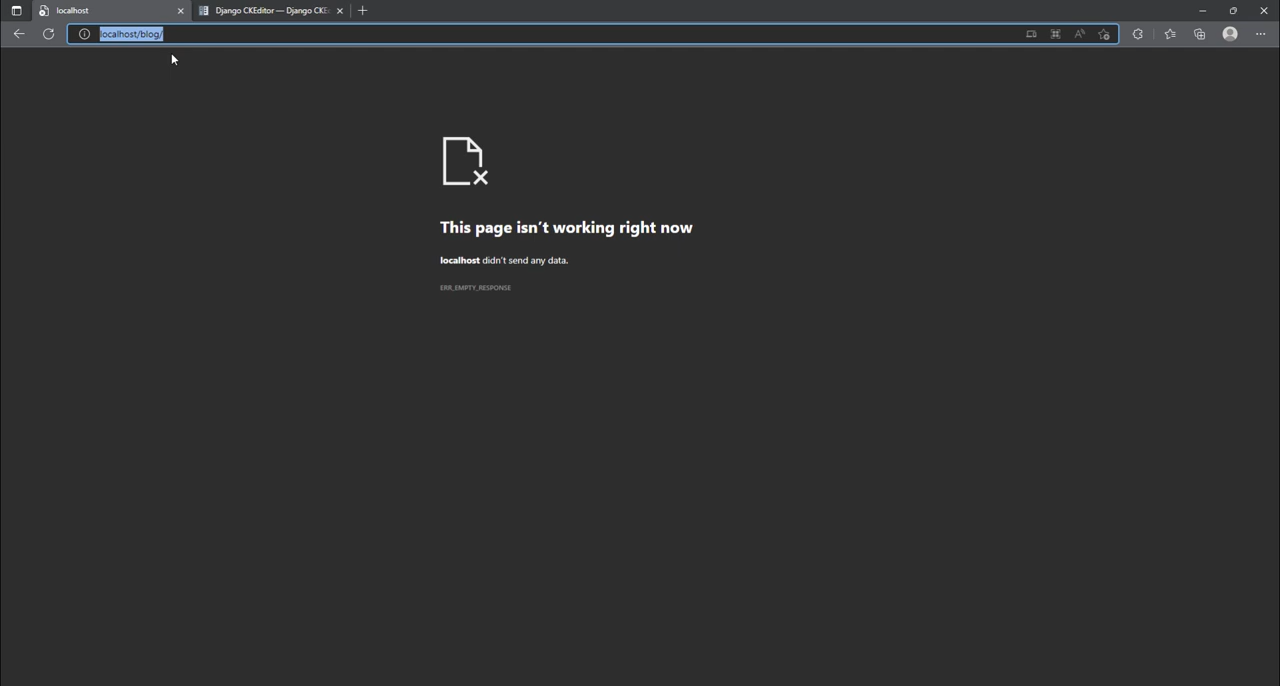 localhost
Django CKEditor — Django CKE
localhost/blog/
This page isn't working right now
localhost didn't send any data.
ERR_EMPTY_RESPONSE